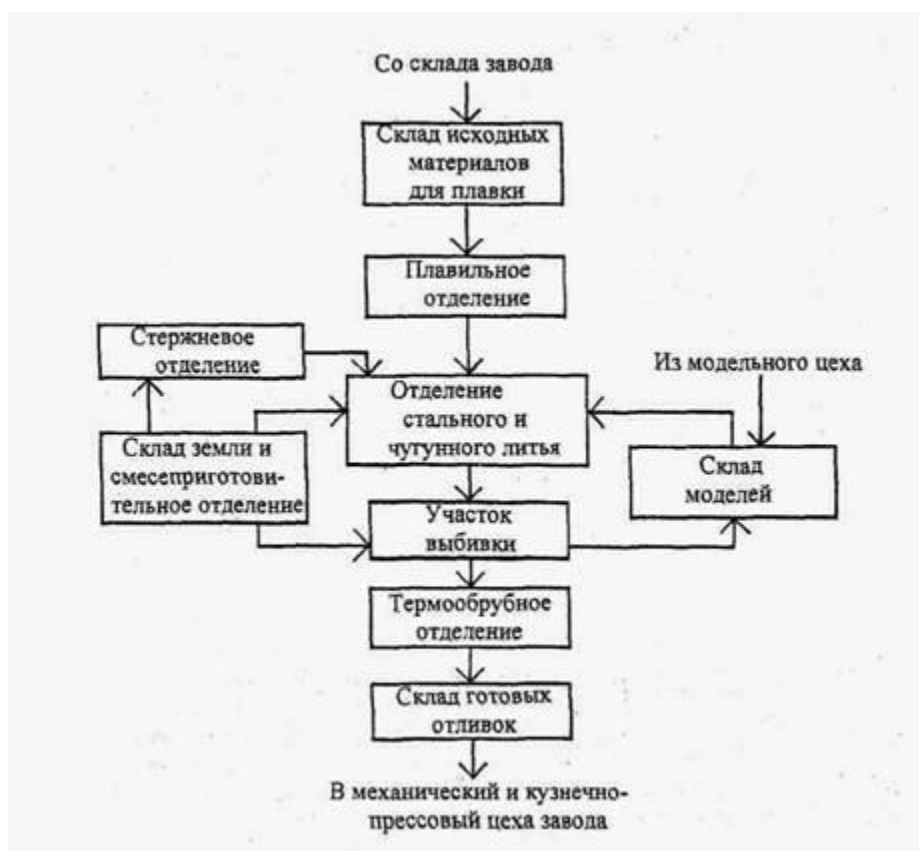 Со склада завода
Склад исходных
материалов
для плавки
Плавильное
отделение
Стержневое
отделение
Из модельного цеха
Отделение
стального и
чугунного литья
Склад земли и
смесеприготови-
тельное отделение
Склад
моделей
Участок
выбивки
Термообрубное
отделение
Склад готовых
отливок
В механический и кузнечно-
прессовый цеха завода